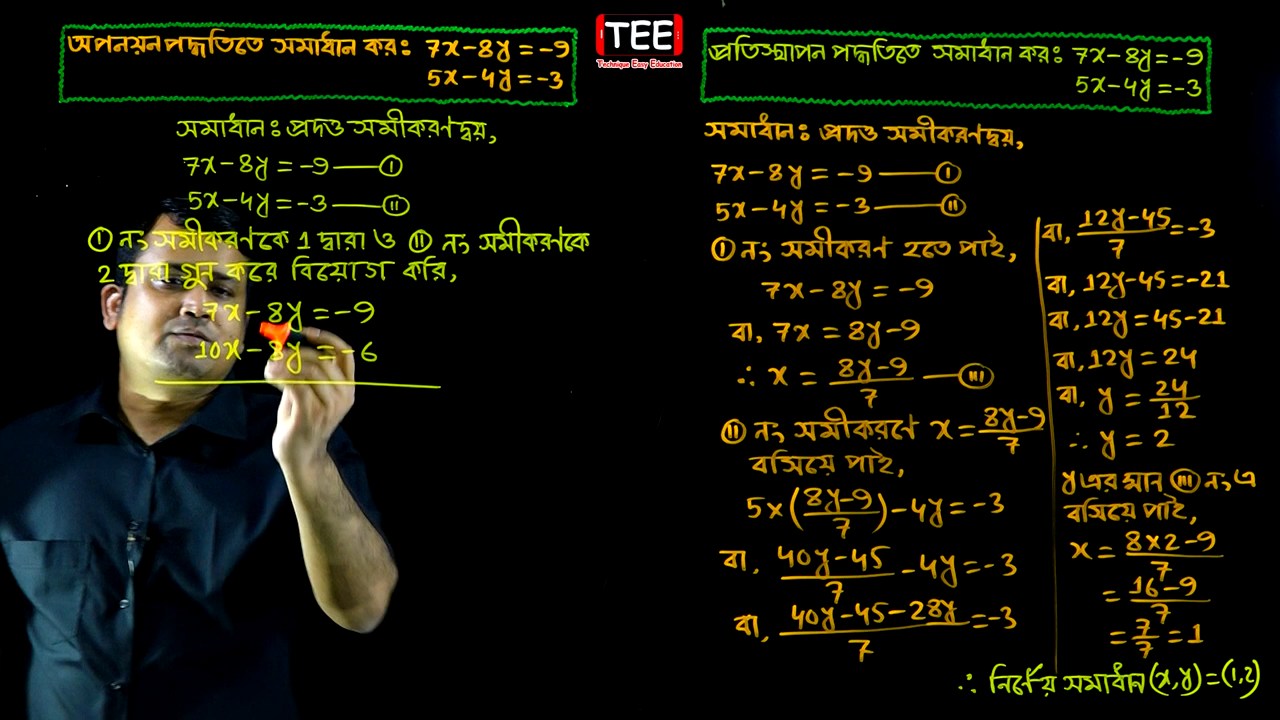 অপনয়ন পদ্ধতিতে সমাধান কর: 7x-8y=-9
5x-4y=-3
সমাধান: প্রদত্ত সমীকরণদ্বয়,
7x-8y=-9 — (i)
5x-4y=-3 — (ii)
(i) নং সমীকরণকে 1 দ্বারা ও (ii) নং সমীকরণকে
2 দ্বারা গুন করে বিয়োগ করি,
7x-8y=-9
10x-8y=-6
TEE
Technique Easy Education
প্রতিস্থাপন পদ্ধতিতে সমাধান কর: 7x-8y=-9
5x-4y=-3
সমাধান: প্রদত্ত সমীকরণদ্বয়,
7x-8y=-9 — (i)
5x-4y=-3 — (ii)
(i) নং সমীকরণ হতে পাই,
7x-8y=-9
বা, 7x=8y-9
∴ x=(8y-9)/7 — (iii)
(ii) নং সমীকরণে x=(8y-9)/7
বসিয়ে পাই,
5×((8y-9)/7)-4y=-3
বা, (40y-45)/7-4y=-3
বা, (40y-45-28y)/7=-3
বা, (12y-45)/7=-3
বা, 12y-45=-21
বা, 12y=45-21
বা, 12y=24
বা, y=24/12
∴ y=2
y এর মান (iii) নং এ
বসিয়ে পাই,
x=(8×2-9)/7
=(16-9)/7
=7/7=1
∴ নির্ণেয় সমাধান (x,y)=(1,2)